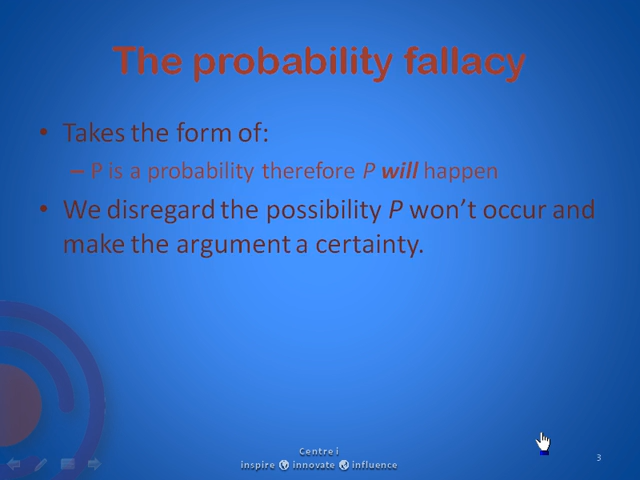 The probability fallacy
• Takes the form of:
– P is a probability therefore P will happen
• We disregard the possibility P won't occur and
make the argument a certainty.
Centre i
inspire innovate influence
3